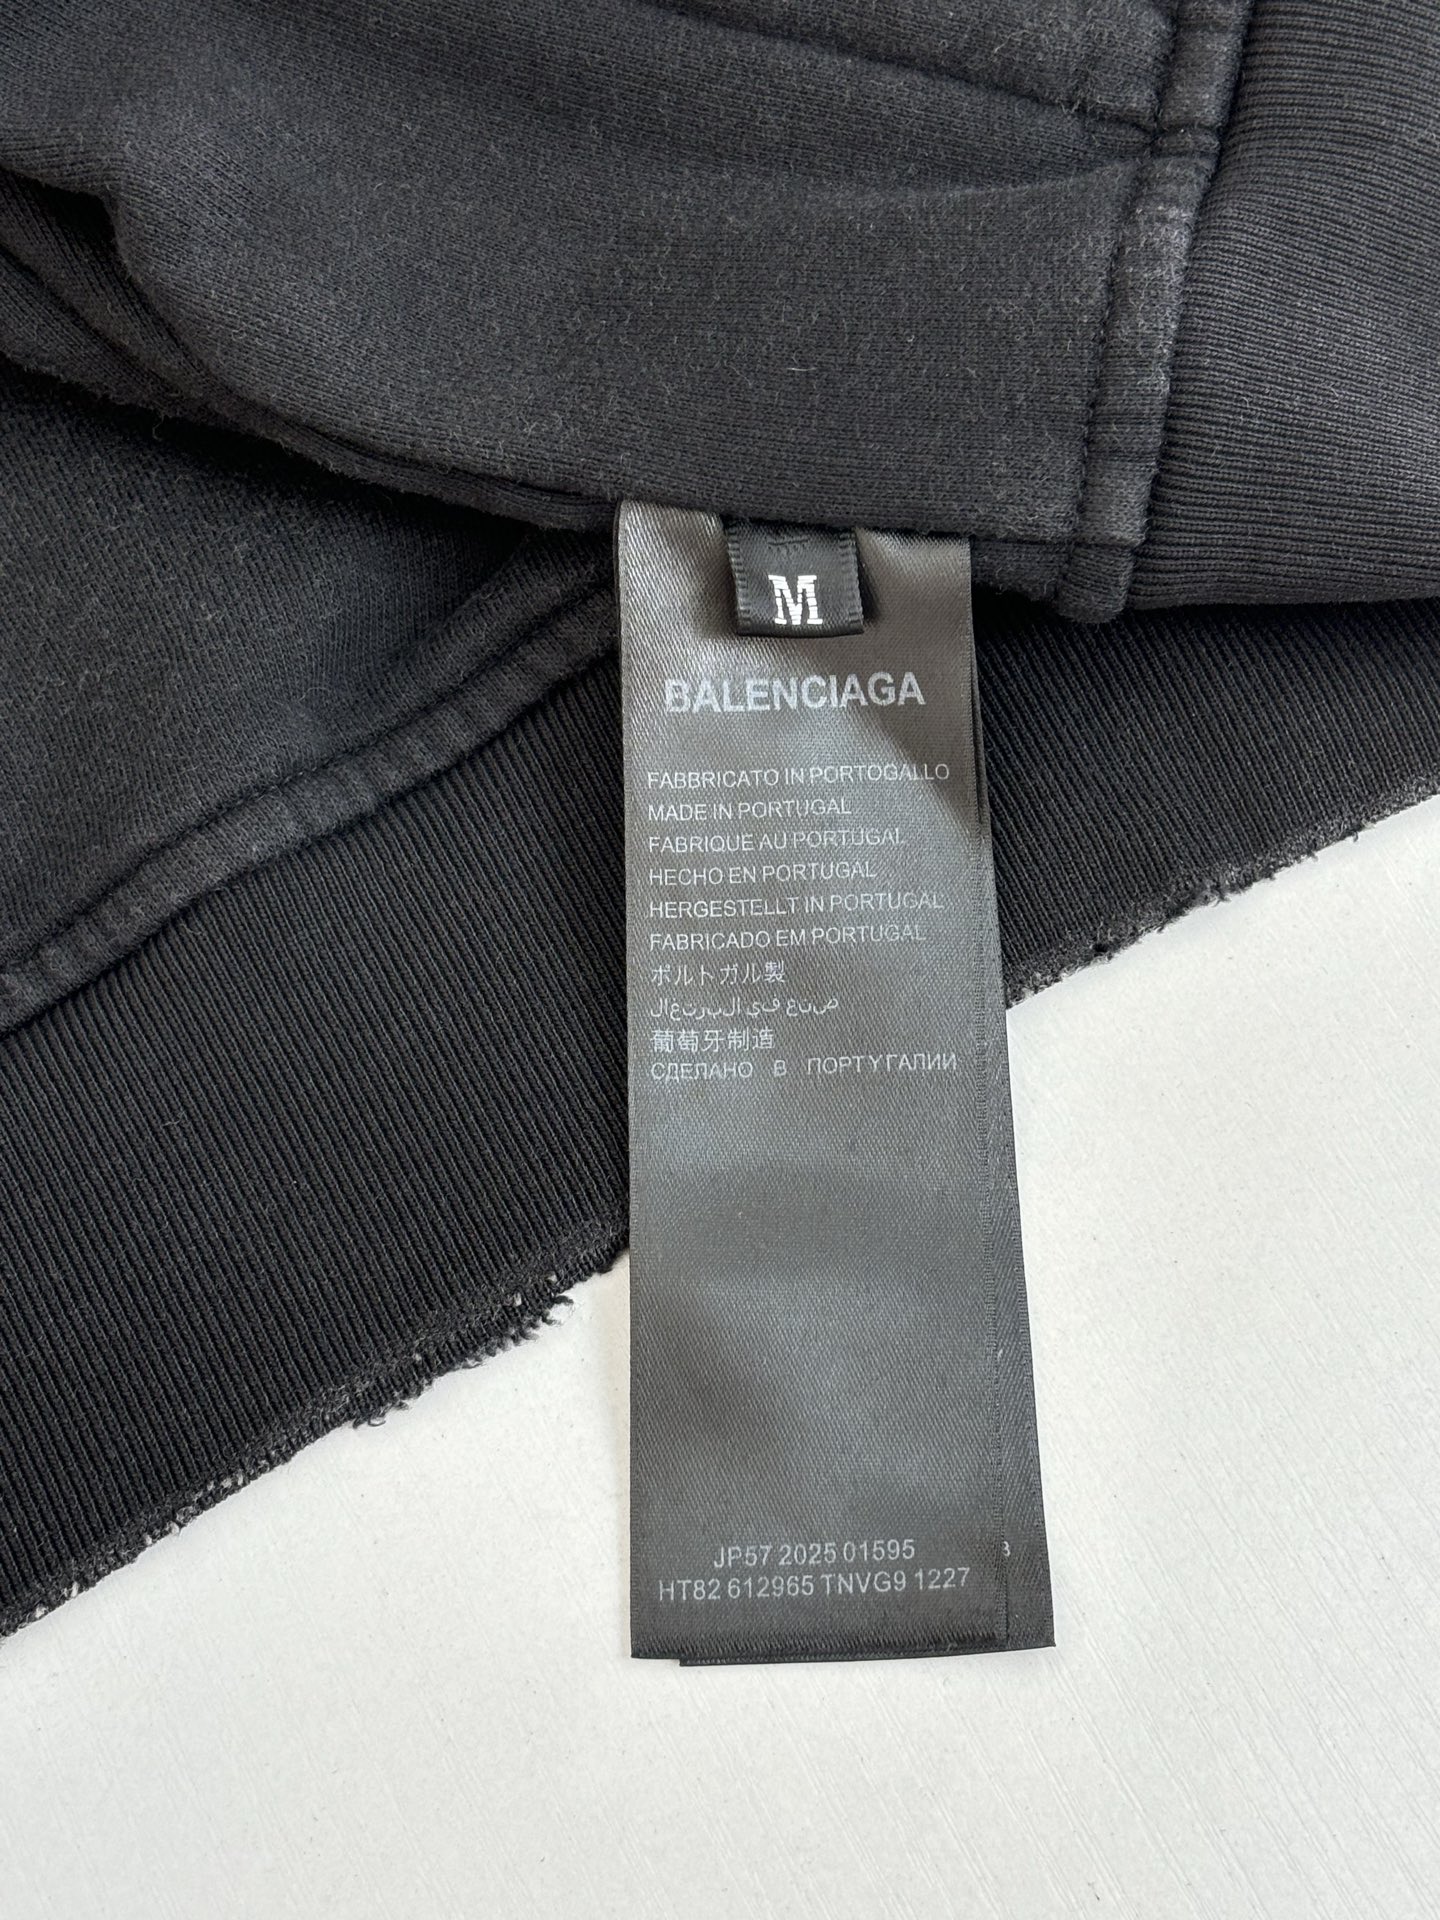 M
BALENCIAGA
FABBRICATO IN PORTOGALLO
MADE IN PORTUGAL
FABRIQUE AU PORTUGAL
HECHO EN PORTUGAL
HERGESTELLT IN PORTUGAL
FABRICADO EM PORTUGAL
ポルトガル製
صنع في البرتغال
葡萄牙制造
СДЕЛАНО В ПОРТУГАЛИИ
JP57 2025 01595
HT82 612965 TNVG9 1227